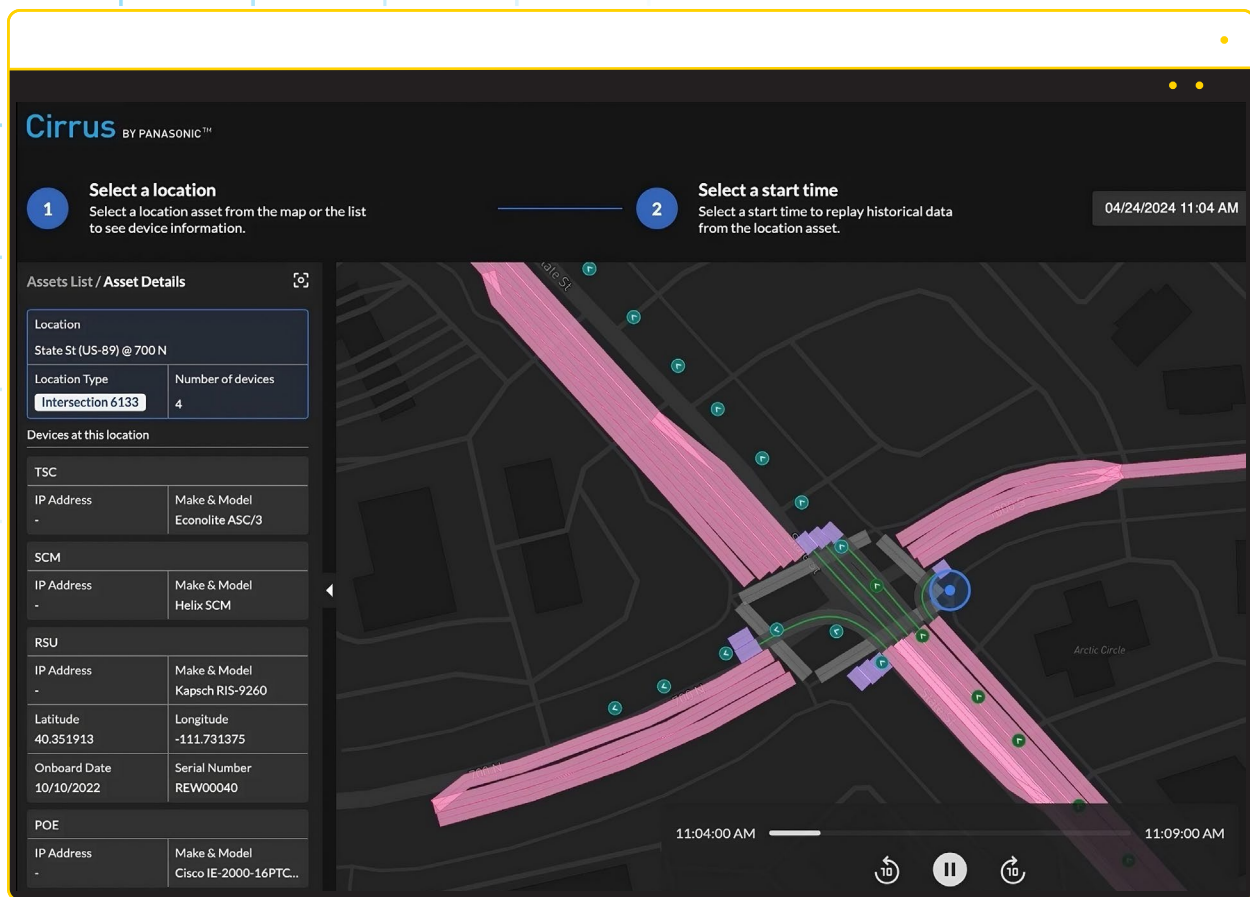 Cirrus BY PANASONIC™
1
Select a location
Select a location asset from the map or the list
to see device information.
2
Select a start time
Select a start time to replay historical data
from the location asset.
04/24/2024 11:04 AM
Assets List / Asset Details
Location
State St (US-89) @ 700 N
Location Type
Number of devices
Intersection 6133
4
Devices at this location
TSC
IP Address
Make & Model
-
Econolite ASC/3
SCM
IP Address
Make & Model
-
Helix SCM
RSU
IP Address
Make & Model
-
Kapsch RIS-9260
Latitude
Longitude
40.351913
-111.731375
Onboard Date
Serial Number
10/10/2022
REW00040
POE
IP Address
Make & Model
-
Cisco IE-2000-16PTC...
Arctic Circle
700 N
11:04:00 AM
11:09:00 AM
10
10